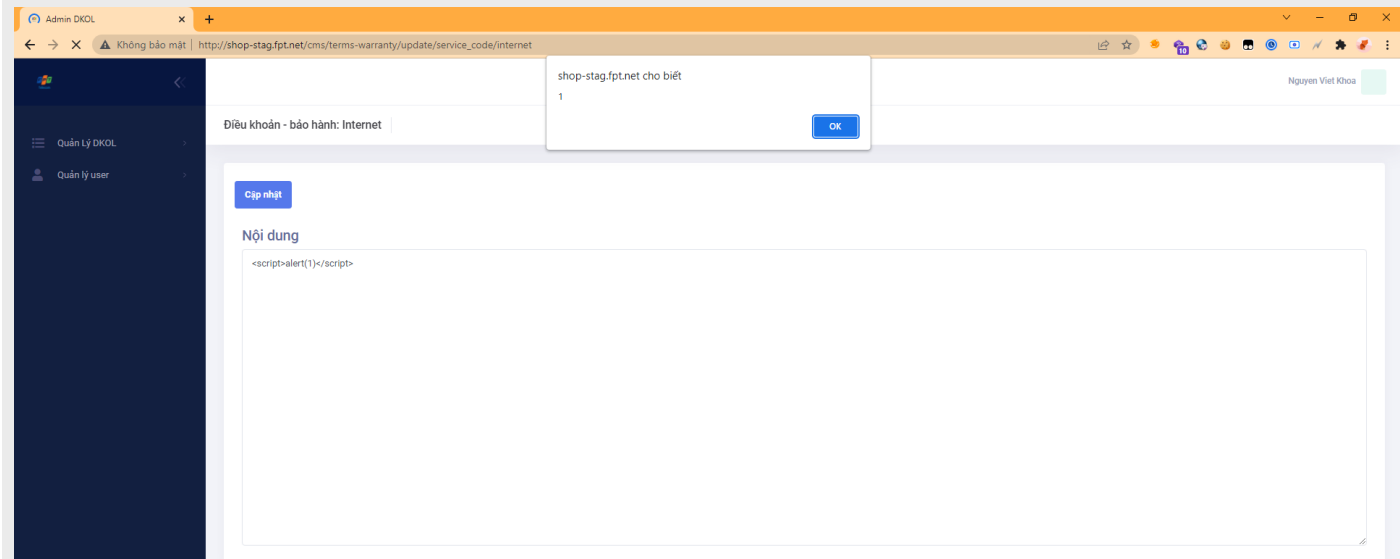 Admin DKOL
Không bảo mật | http://shop-stag.fpt.net/cms/terms-warranty/update/service_code/internet
10
shop-stag.fpt.net cho biết
1
OK
Nguyen Viet Khoa
Điều khoản - bảo hành: Internet
Quản Lý DKOL
Quản lý user
Cập nhật
Nội dung
<script>alert(1)</script>